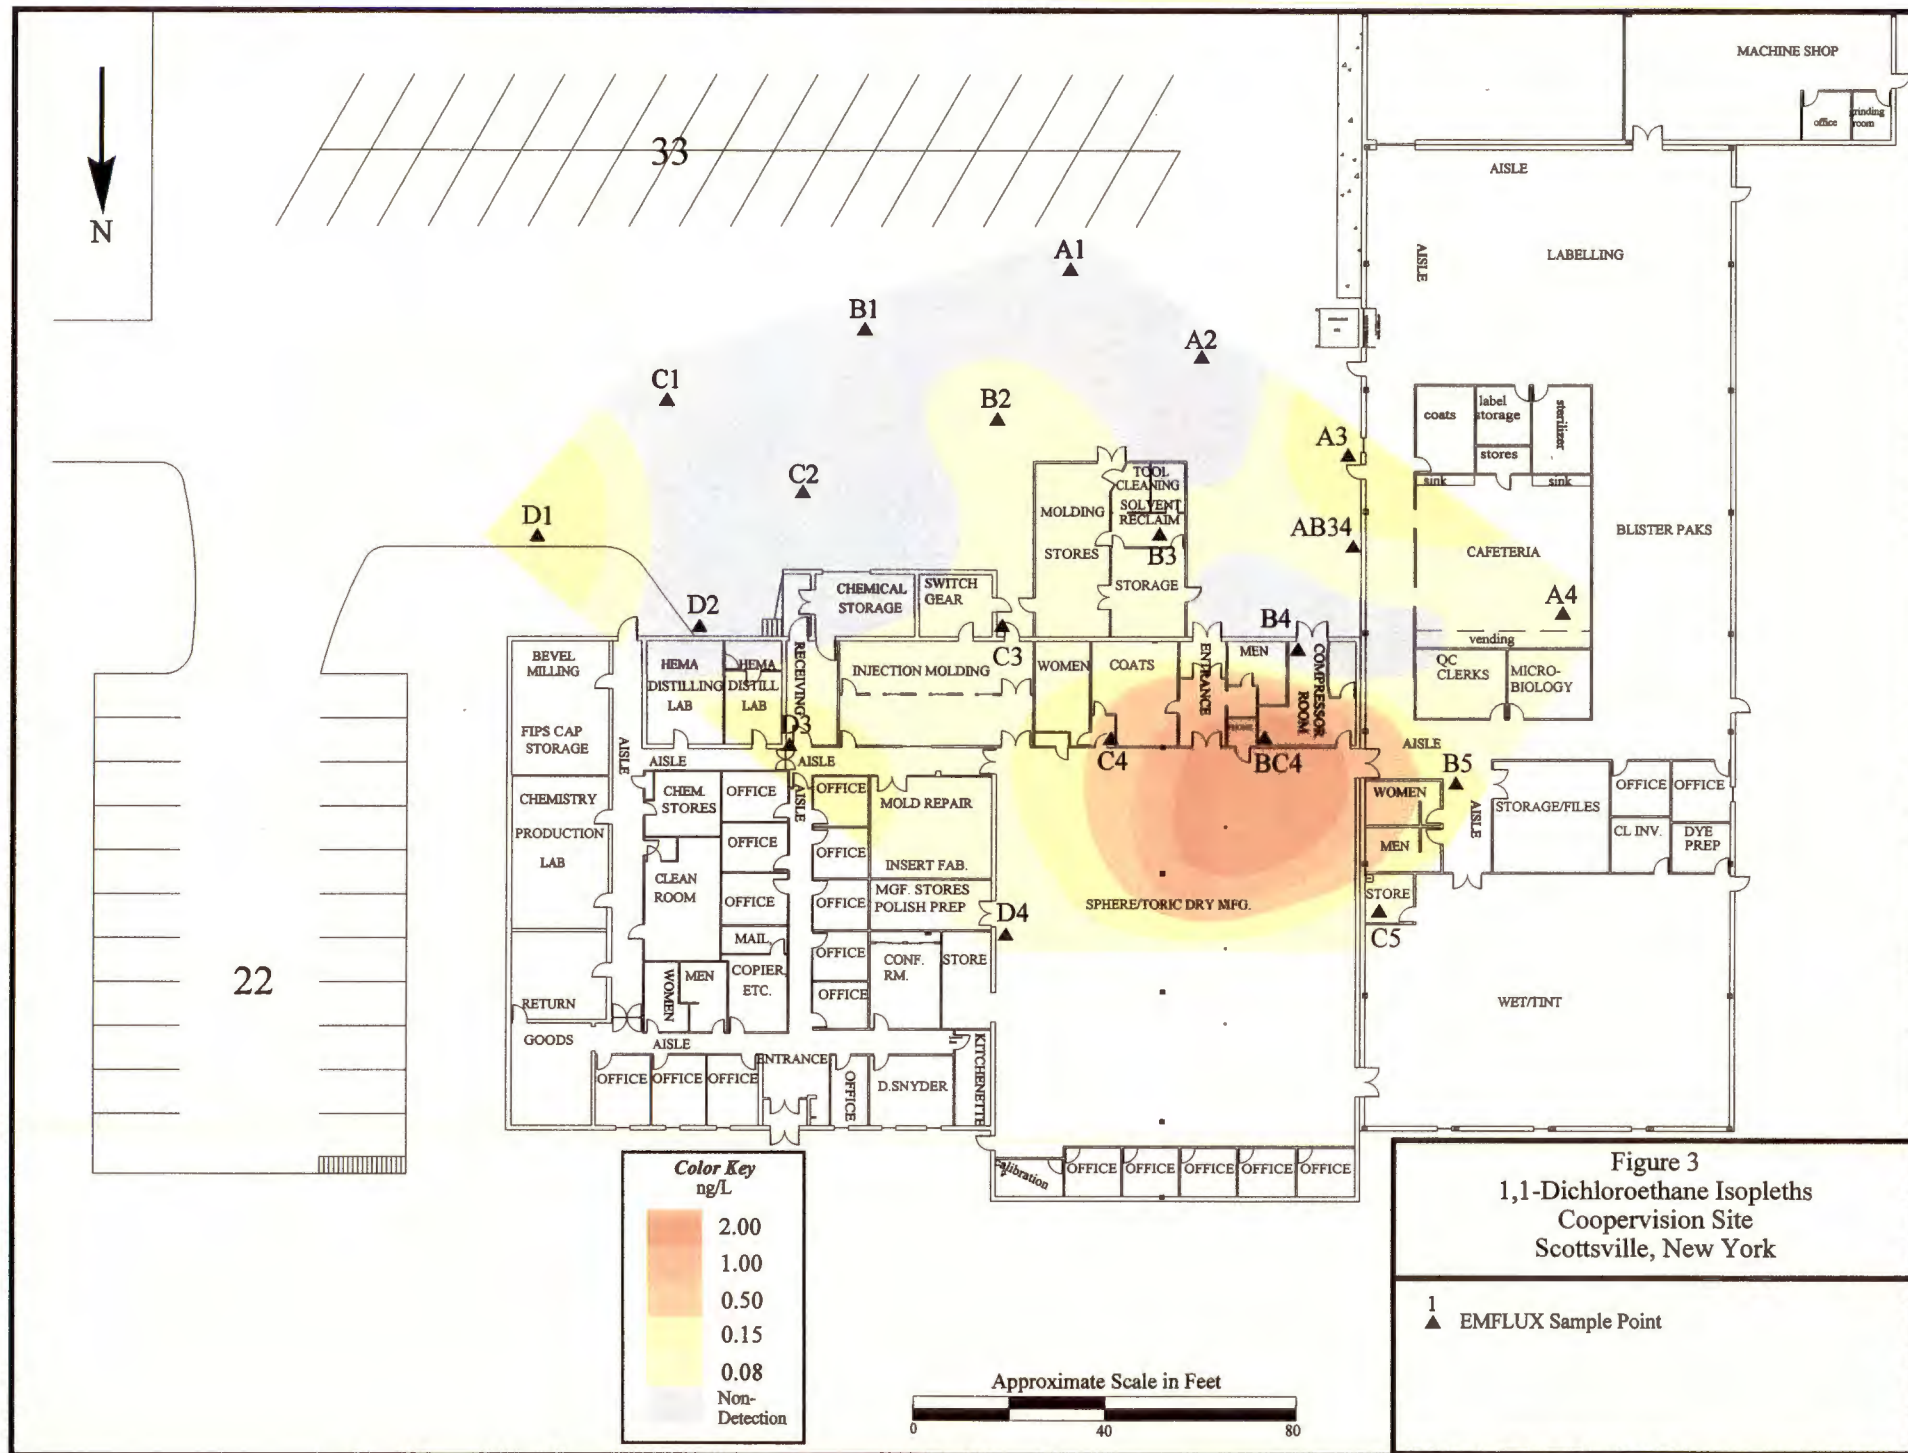 MACHINE SHOP
office
grinding
room
33
AISLE
N
A1
AISLE
LABELLING
B1
A2
C1
B2
coats
label
storage
sterilizer
A3
stores
sink
sink
C2
TOOL
CLEANING
MOLDING
SOLVENT
RECLAIM
D1
AB34
BLISTER PAKS
STORES
B3
CAFETERIA
CHEMICAL
STORAGE
SWITCH
GEAR
STORAGE
A4
D2
B4
vending
C3
BEVEL
MILLING
HEMA
DISTILLING
LAB
HEMA
DISTILL
LAB
RECEIVING
INJECTION MOLDING
WOMEN
COATS
ENTRANCE
MEN
COMPRESSOR
ROOM
QC
CLERKS
MICRO-
BIOLOGY
FIPS CAP
STORAGE
D3
AISLE
AISLE
AISLE
C4
BC4
AISLE
B5
CHEMISTRY
PRODUCTION
LAB
CHEM.
STORES
OFFICE
AISLE
OFFICE
MOLD REPAIR
WOMEN
AISLE
STORAGE/FILES
OFFICE
OFFICE
OFFICE
OFFICE
INSERT FAB.
MEN
CL INV.
DYE
PREP
CLEAN
ROOM
OFFICE
OFFICE
MGF. STORES
POLISH PREP
SPHERE/TORIC DRY MFG.
STORE
D4
C5
MAIL
OFFICE
CONF.
RM.
STORE
22
WOMEN
MEN
COPIER
ETC.
OFFICE
WET/TINT
RETURN
GOODS
AISLE
ENTRANCE
KITCHENETTE
OFFICE
OFFICE
OFFICE
OFFICE
D.SNYDER
calibration
OFFICE
OFFICE
OFFICE
OFFICE
OFFICE
Color Key
ng/L
2.00
1.00
0.50
0.15
0.08
Non-
Detection
Approximate Scale in Feet
0
40
80
Figure 3
1,1-Dichloroethane Isopleths
Coopervision Site
Scottsville, New York
1
EMFLUX Sample Point